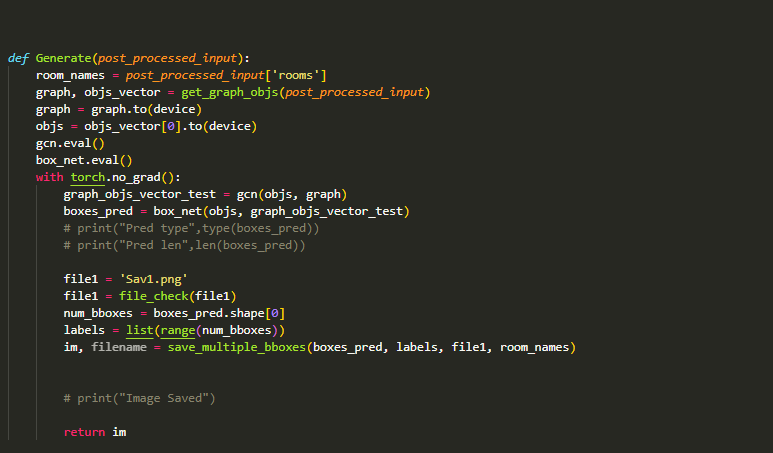 def Generate(post_processed_input):
    room_names = post_processed_input['rooms']
    graph, objs_vector = get_graph_objs(post_processed_input)
    graph = graph.to(device)
    objs = objs_vector[0].to(device)
    gcn.eval()
    box_net.eval()
    with torch.no_grad():
        graph_objs_vector_test = gcn(objs, graph)
        boxes_pred = box_net(objs, graph_objs_vector_test)
        # print("Pred type",type(boxes_pred))
        # print("Pred len",len(boxes_pred))
        file1 = 'Sav1.png'
        file1 = file_check(file1)
        num_bboxes = boxes_pred.shape[0]
        labels = list(range(num_bboxes))
        im, filename = save_multiple_bboxes(boxes_pred, labels, file1, room_names)
        # print("Image Saved")
        return im